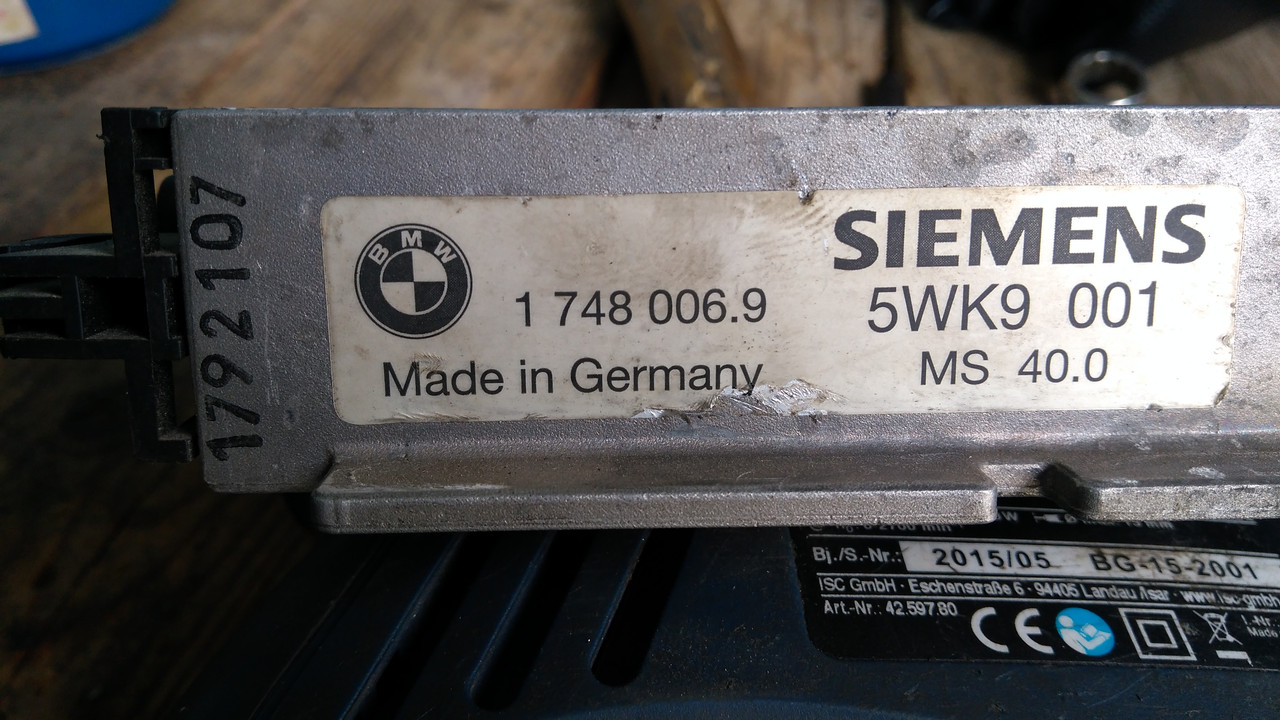 1792107
BMW
1 748 006.9
Made in Germany
SIEMENS
5WK9 001
MS 40.0
Bj./S.-Nr.: 2015/05 BG-15-2001
ISC GmbH · Eschenstraße 6 · 94405 Landau/Isar · www.isc-gmbh
Art.-Nr.: 42.597.80
CE
I.-Nr.
Made